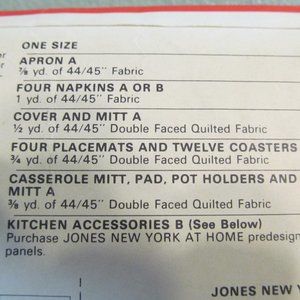 ONE SIZE
APRON A
⅞ yd. of 44/45" Fabric
FOUR NAPKINS A OR B
1 yd. of 44/45" Fabric
COVER AND MITT A
½ yd. of 44/45" Double Faced Quilted Fabric
FOUR PLACEMATS AND TWELVE COASTERS
¾ yd. of 44/45" Double Faced Quilted Fabric
CASSEROLE MITT, PAD, POT HOLDERS AND
MITT A
⅜ yd. of 44/45" Double Faced Quilted Fabric
KITCHEN ACCESSORIES B (See Below)
Purchase JONES NEW YORK AT HOME predesign
panels.
JONES NEW Y